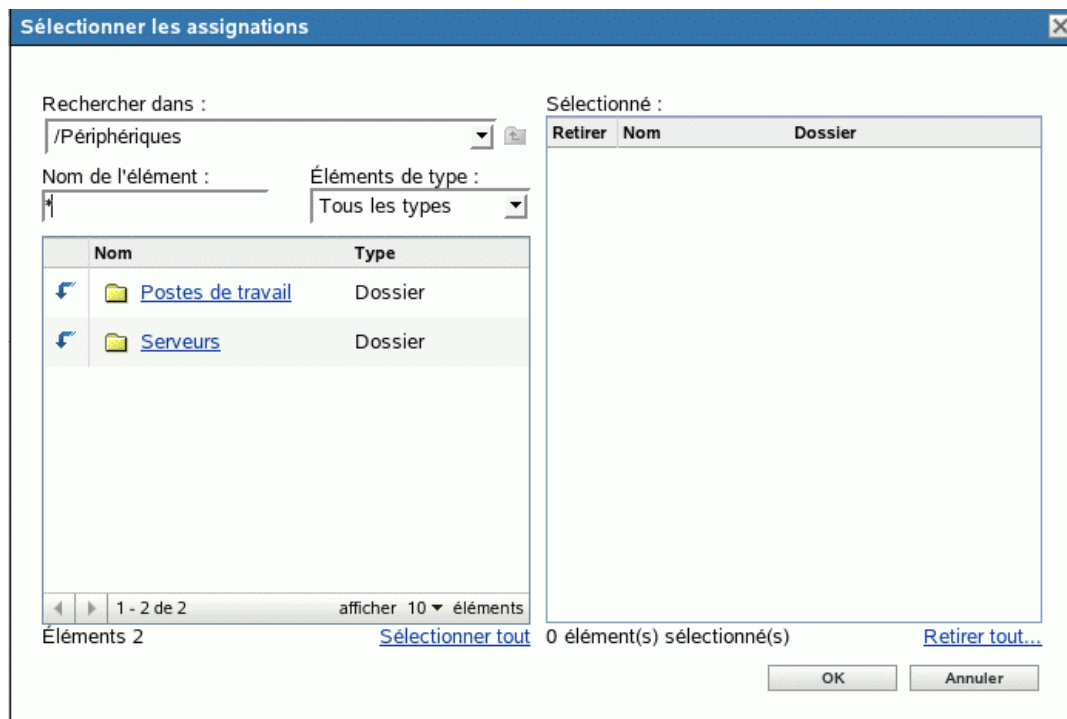 Sélectionner les assignations
Rechercher dans :
/Périphériques
Nom de l'élément :
Éléments de type :
*
Tous les types
Nom Type
Postes de travail Dossier
Serveurs Dossier
1 - 2 de 2 afficher 10 éléments
Éléments 2 Sélectionner tout
Sélectionné :
Retirer Nom Dossier
0 élément(s) sélectionné(s) Retirer tout...
OK Annuler